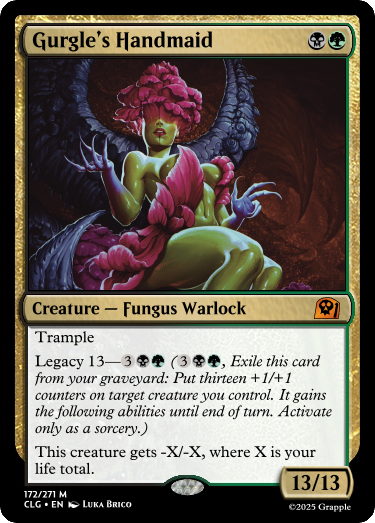 Gurgle's Handmaid
Creature — Fungus Warlock
Trample
Legacy 13—3 (3, Exile this card
from your graveyard: Put thirteen +1/+1
counters on target creature you control. It gains
the following abilities until end of turn. Activate
only as a sorcery.)
This creature gets -X/-X, where X is your
life total.
13/13
172/271 M
CLG • EN Luka Brico
©2025 Grapple